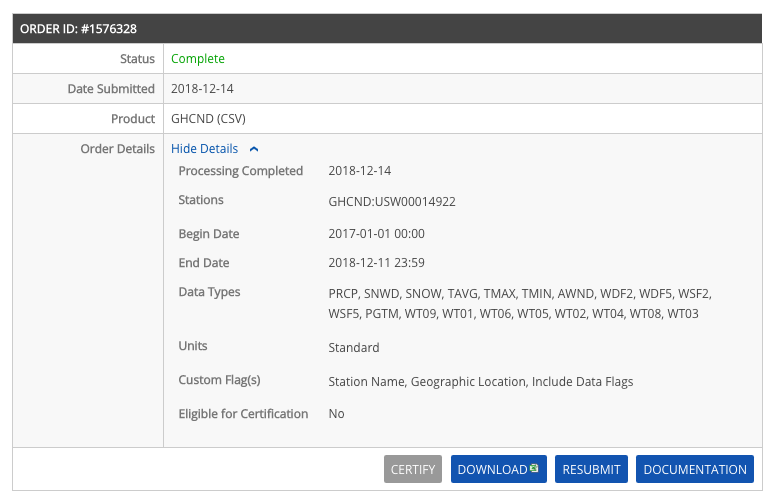 ORDER ID: #1576328
Status Complete
Date Submitted 2018-12-14
Product GHCND (CSV)
Order Details Hide Details
Processing Completed 2018-12-14
Stations GHCND:USW00014922
Begin Date 2017-01-01 00:00
End Date 2018-12-11 23:59
Data Types PRCP, SNWD, SNOW, TAVG, TMAX, TMIN, AWND, WDF2, WDF5, WSF2,
WSF5, PGTM, WT09, WT01, WT06, WT05, WT02, WT04, WT08, WT03
Units Standard
Custom Flag(s) Station Name, Geographic Location, Include Data Flags
Eligible for Certification No
CERTIFY DOWNLOAD RESUBMIT DOCUMENTATION